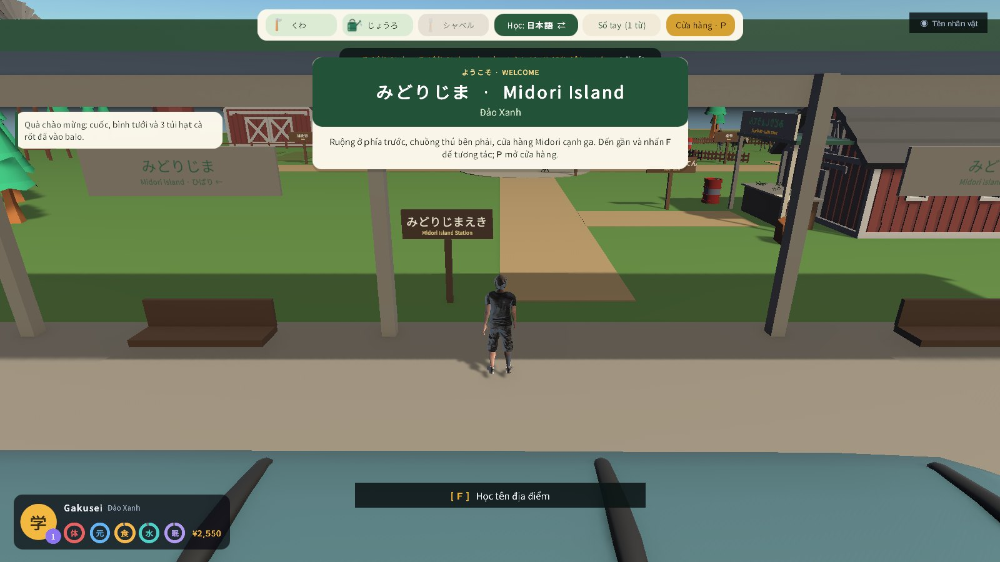 くわ
じょうろ
シャベル
Học: 日本語 ⇄
Sổ tay (1 từ)
Cửa hàng · P
◉ Tên nhân vật
ようこそ · WELCOME
みどりじま · Midori Island
Đảo Xanh
Ruộng ở phía trước, chuồng thú bên phải, cửa hàng Midori cạnh ga. Đến gần và nhấn F
để tương tác; P mở cửa hàng.
Quà chào mừng: cuốc, bình tưới và 3 túi hạt cà
rốt đã vào balo.
みどりじま
Midori Island · ひばり ←
みど
Midori Islan
みどりじまえき
Midori Island Station
[ F ] Học tên địa điểm
学
1
Gakusei Đảo Xanh
体 元 食 水 眠 ¥2,550